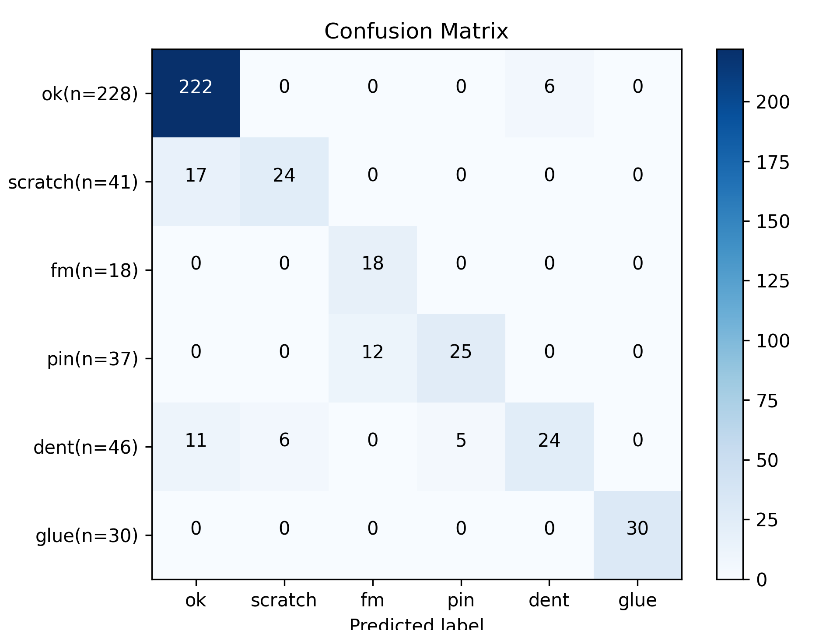 Confusion Matrix
ok(n=228) 222 0 0 0 6 0
scratch(n=41) 17 24 0 0 0 0
fm(n=18) 0 0 18 0 0 0
pin(n=37) 0 0 12 25 0 0
dent(n=46) 11 6 0 5 24 0
glue(n=30) 0 0 0 0 0 30
ok scratch fm pin dent glue
Predicted label
200
175
150
125
100
75
50
25
0